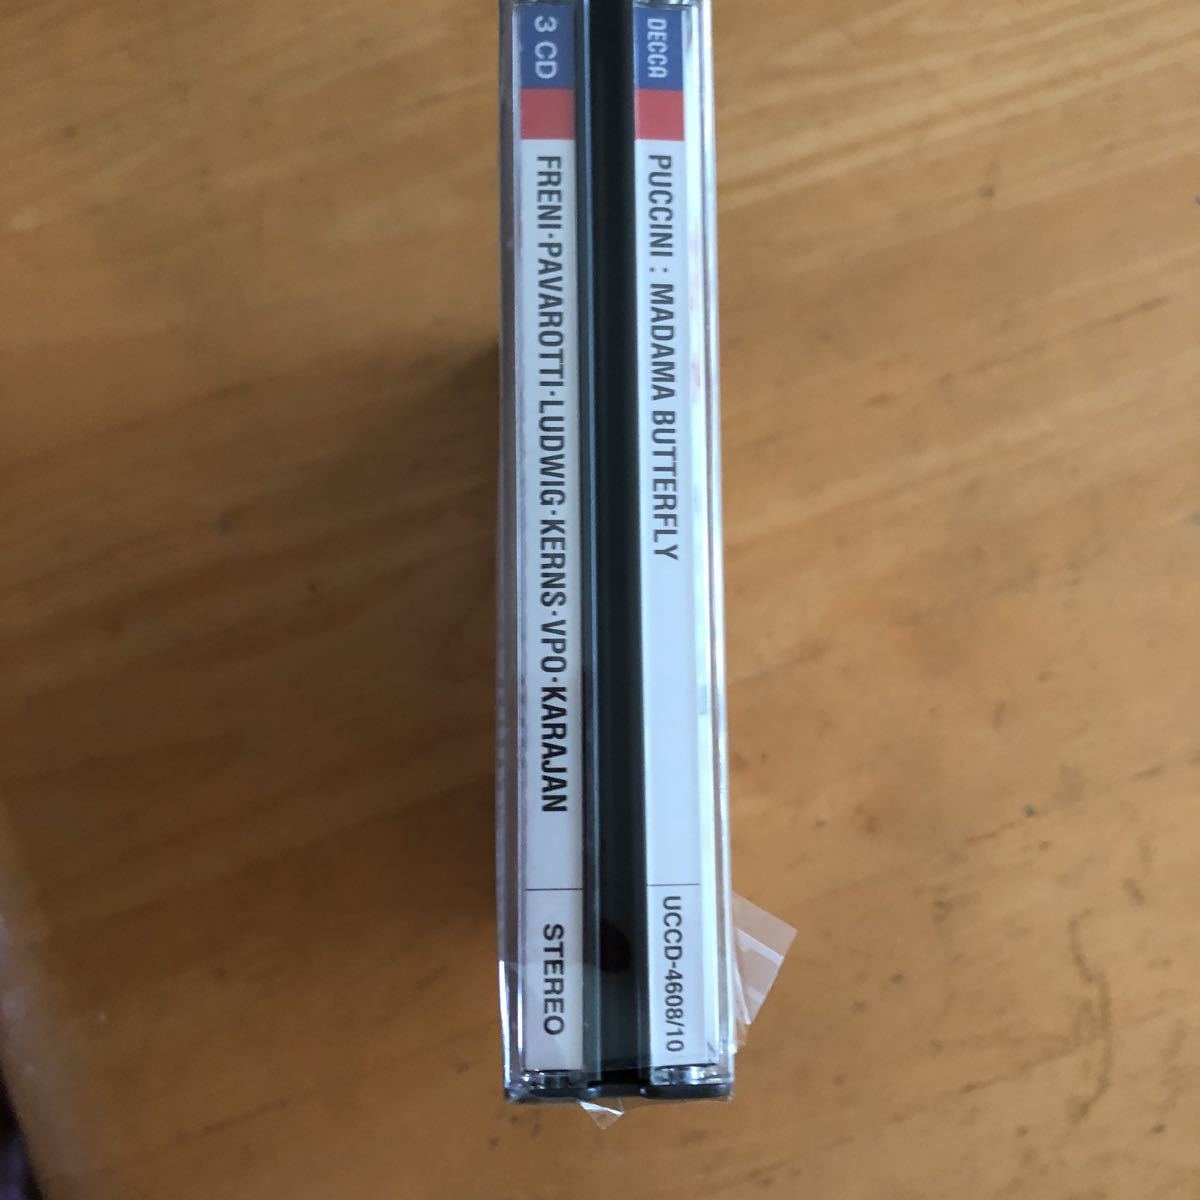 DECCA
PUCCINI : MADAMA BUTTERFLY
UCCD-4608/10
3 CD
FRENI·PAVAROTTI·LUDWIG·KERNS·VPO·KARAJAN
STEREO